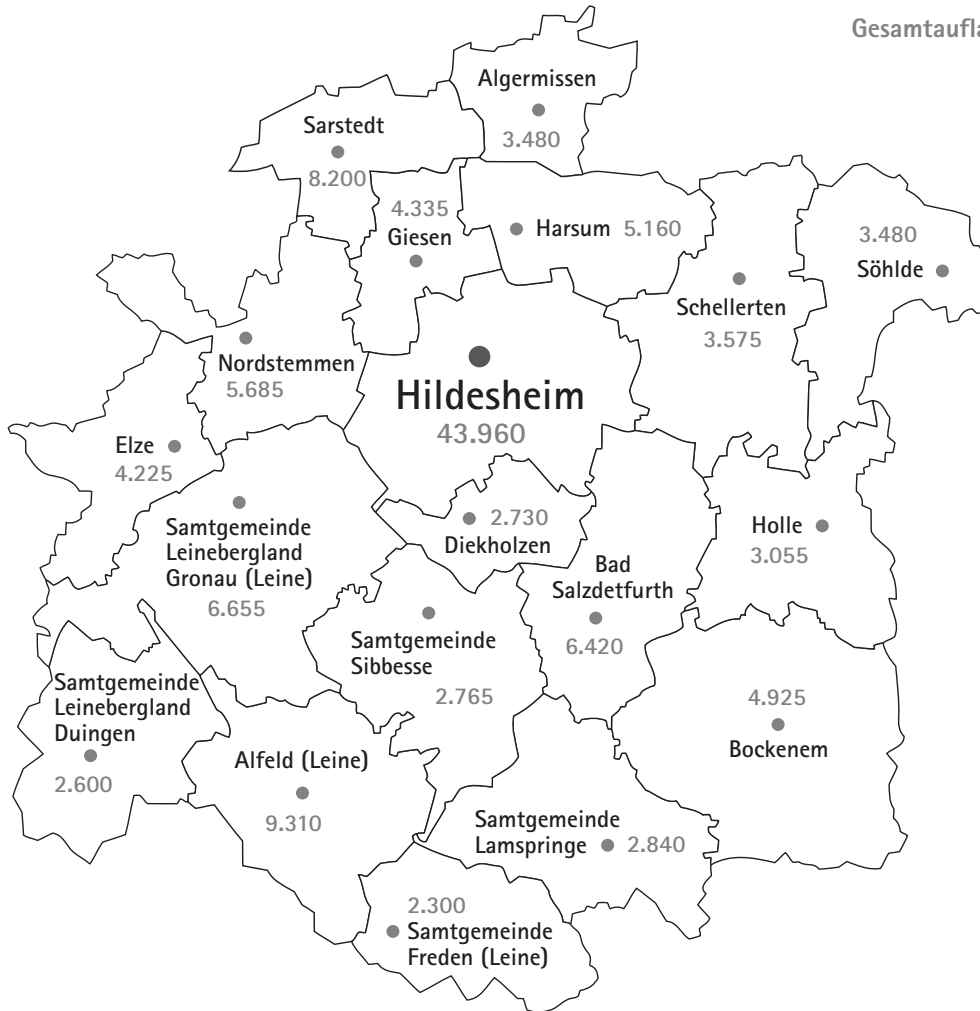 Gesamtaufla
Algermissen
3.480
Sarstedt
8.200
4.335
Giesen
Harsum 5.160
3.480
Söhlde
Schellerten
3.575
Nordstemmen
5.685
Hildesheim
43.960
Elze
4.225
Samtgemeinde
Leinebergland
Gronau (Leine)
6.655
2.730
Diekholzen
Holle
3.055
Bad
Salzdetfurth
6.420
Samtgemeinde
Sibbesse
2.765
Samtgemeinde
Leinebergland
Duingen
2.600
4.925
Bockenem
Alfeld (Leine)
9.310
Samtgemeinde
Lamspringe 2.840
2.300
Samtgemeinde
Freden (Leine)